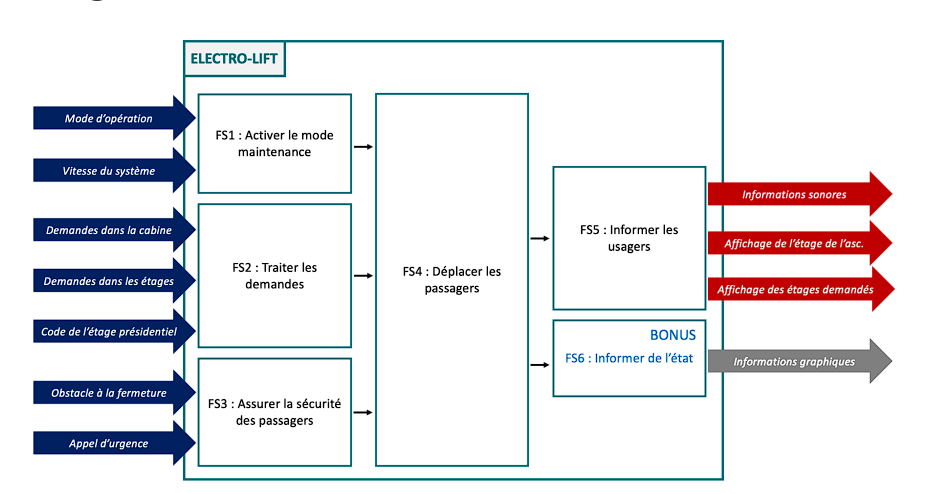 ELECTRO-LIFT
Mode d'opération
Vitesse du système
Demandes dans la cabine
Demandes dans les étages
Code de l'étage présidentiel
Obstacle à la fermeture
Appel d'urgence
FS1 : Activer le mode
maintenance
FS2 : Traiter les
demandes
FS3 : Assurer la sécurité
des passagers
FS4 : Déplacer les
passagers
FS5 : Informer les
usagers
BONUS
FS6 : Informer de l'état
Informations sonores
Affichage de l'étage de l'asc.
Affichage des étages demandés
Informations graphiques